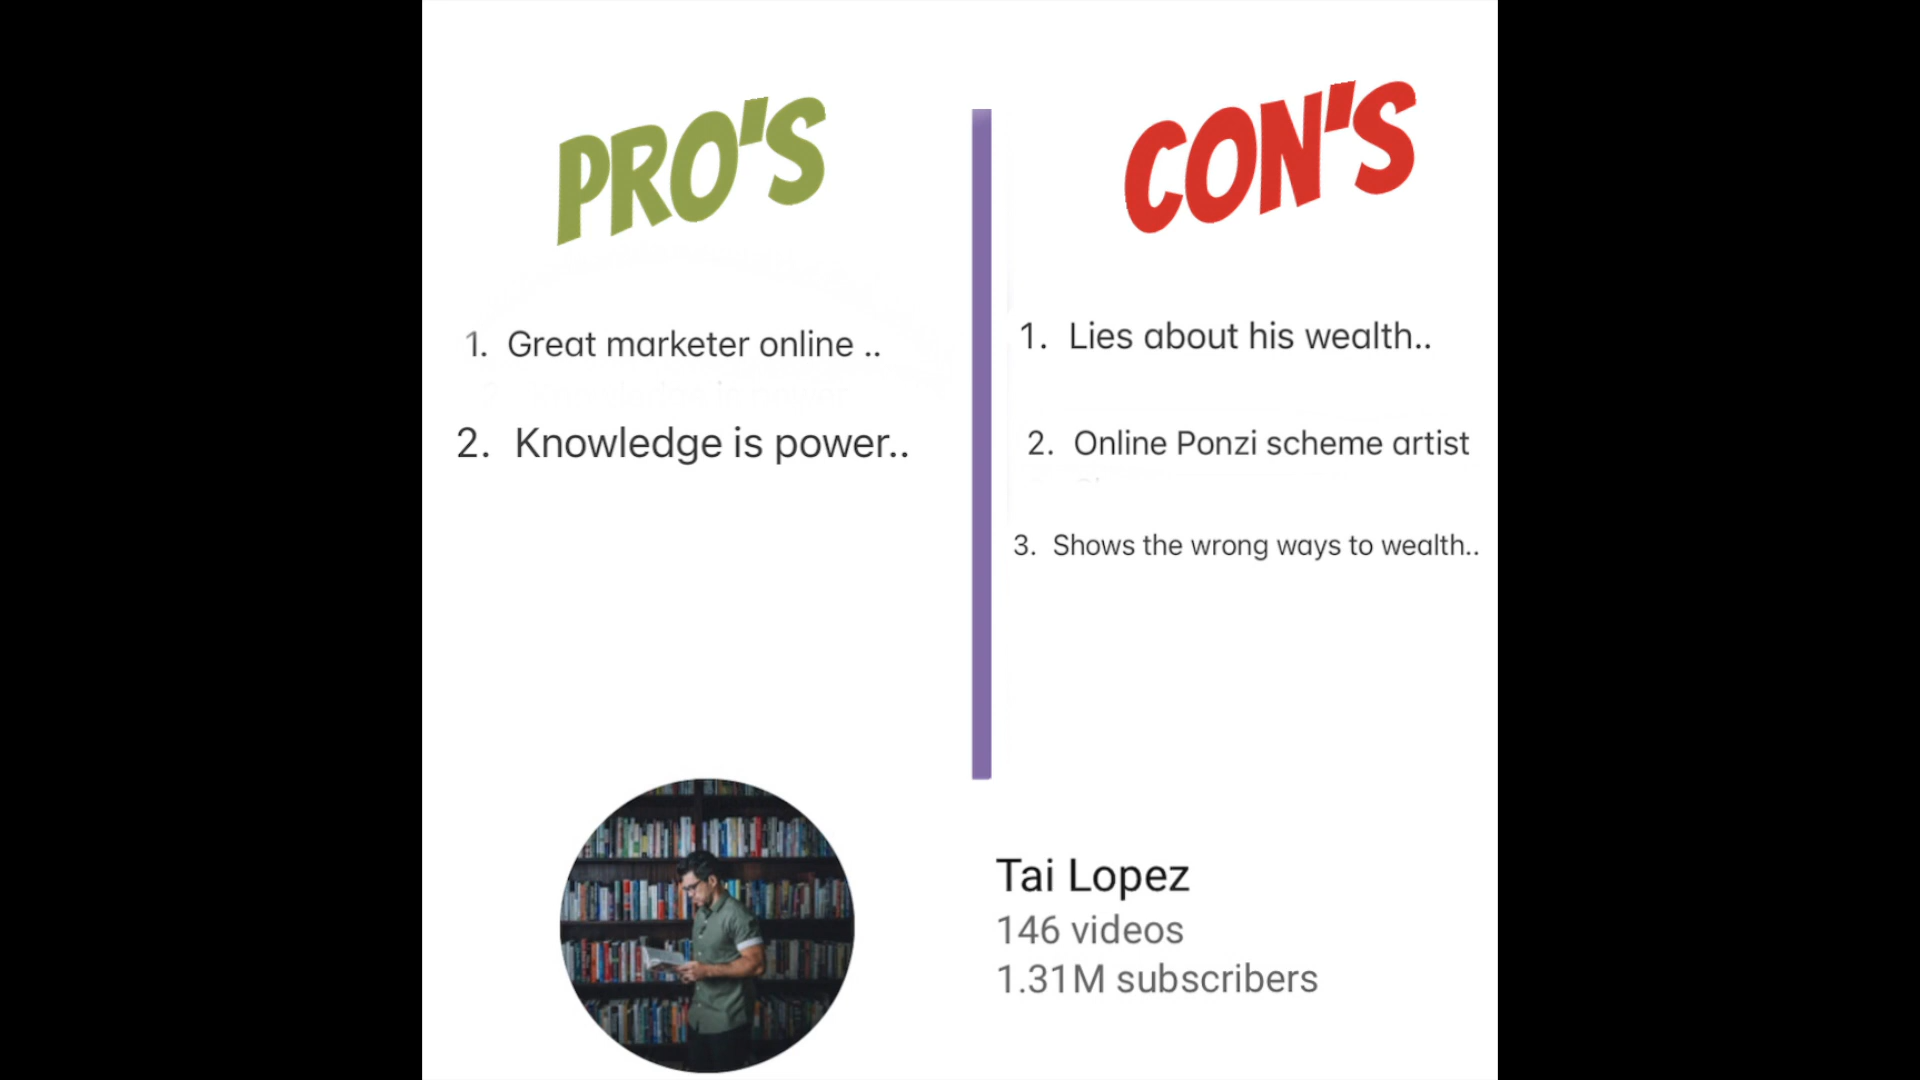 PRO'S
1. Great marketer online ..
2. Knowledge is power..
CON'S
1. Lies about his wealth..
2. Online Ponzi scheme artist
3. Shows the wrong ways to wealth..
Tai Lopez
146 videos
1.31M subscribers